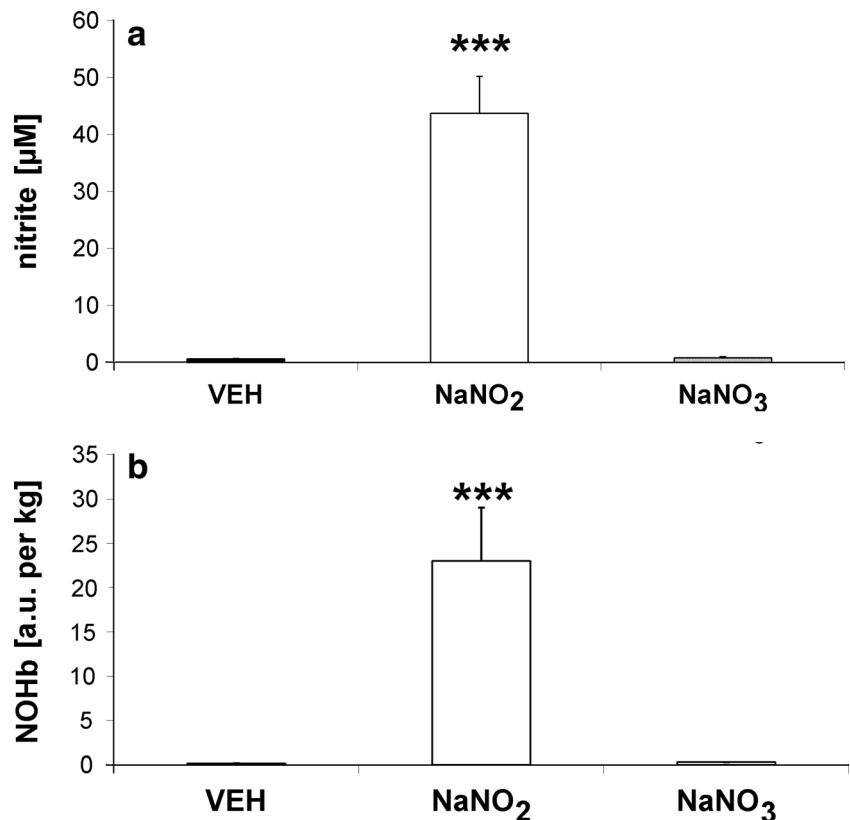 a
nitrite [µM]
60
50
40
30
20
10
0
***
VEH NaNO₂ NaNO₃
b
NOHb [a.u. per kg]
35
30
25
20
15
10
5
0
***
VEH NaNO₂ NaNO₃